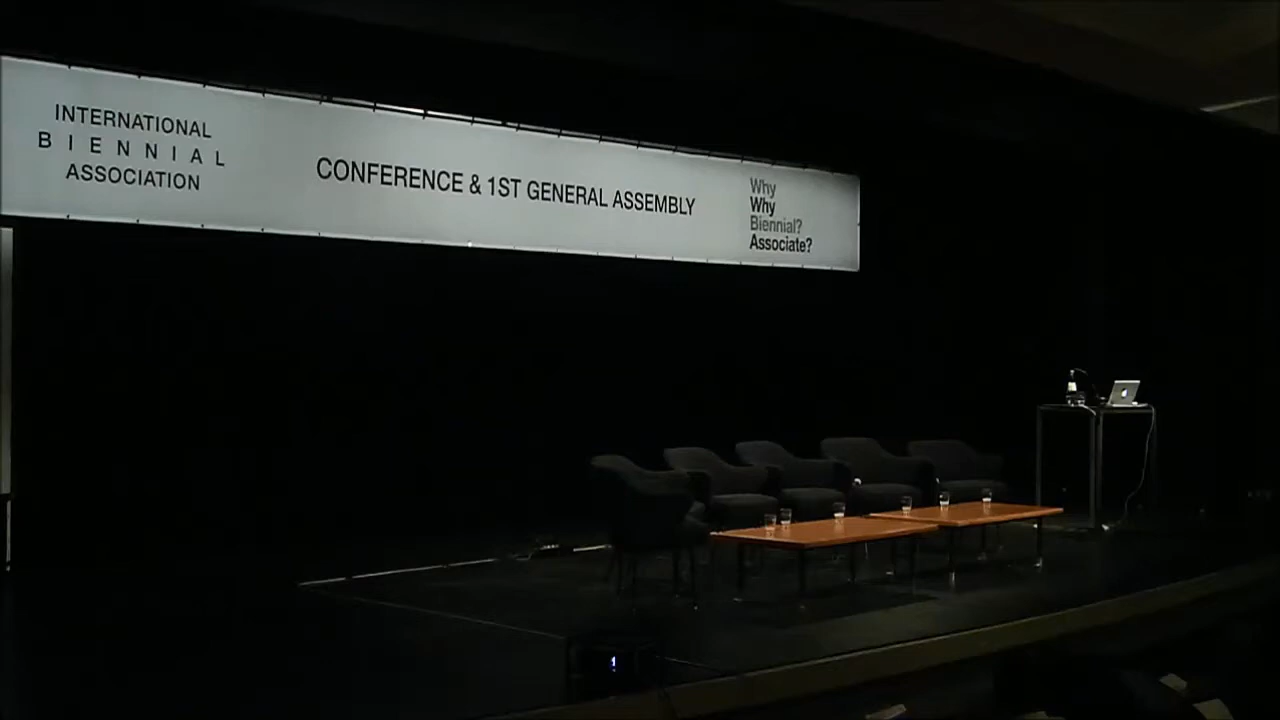 INTERNATIONAL
BIENNIAL
ASSOCIATION
CONFERENCE & 1ST GENERAL ASSEMBLY
Why
Why
Biennial?
Associate?